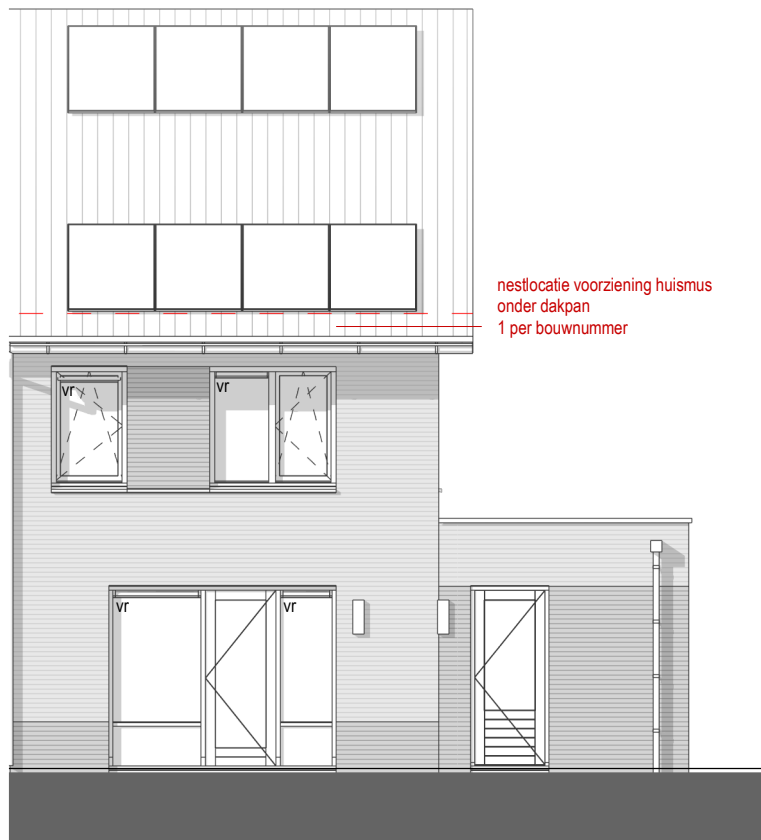 nestlocatie voorziening huismus
onder dakpan
1 per bouwnummer
vr
vr
vr
vr